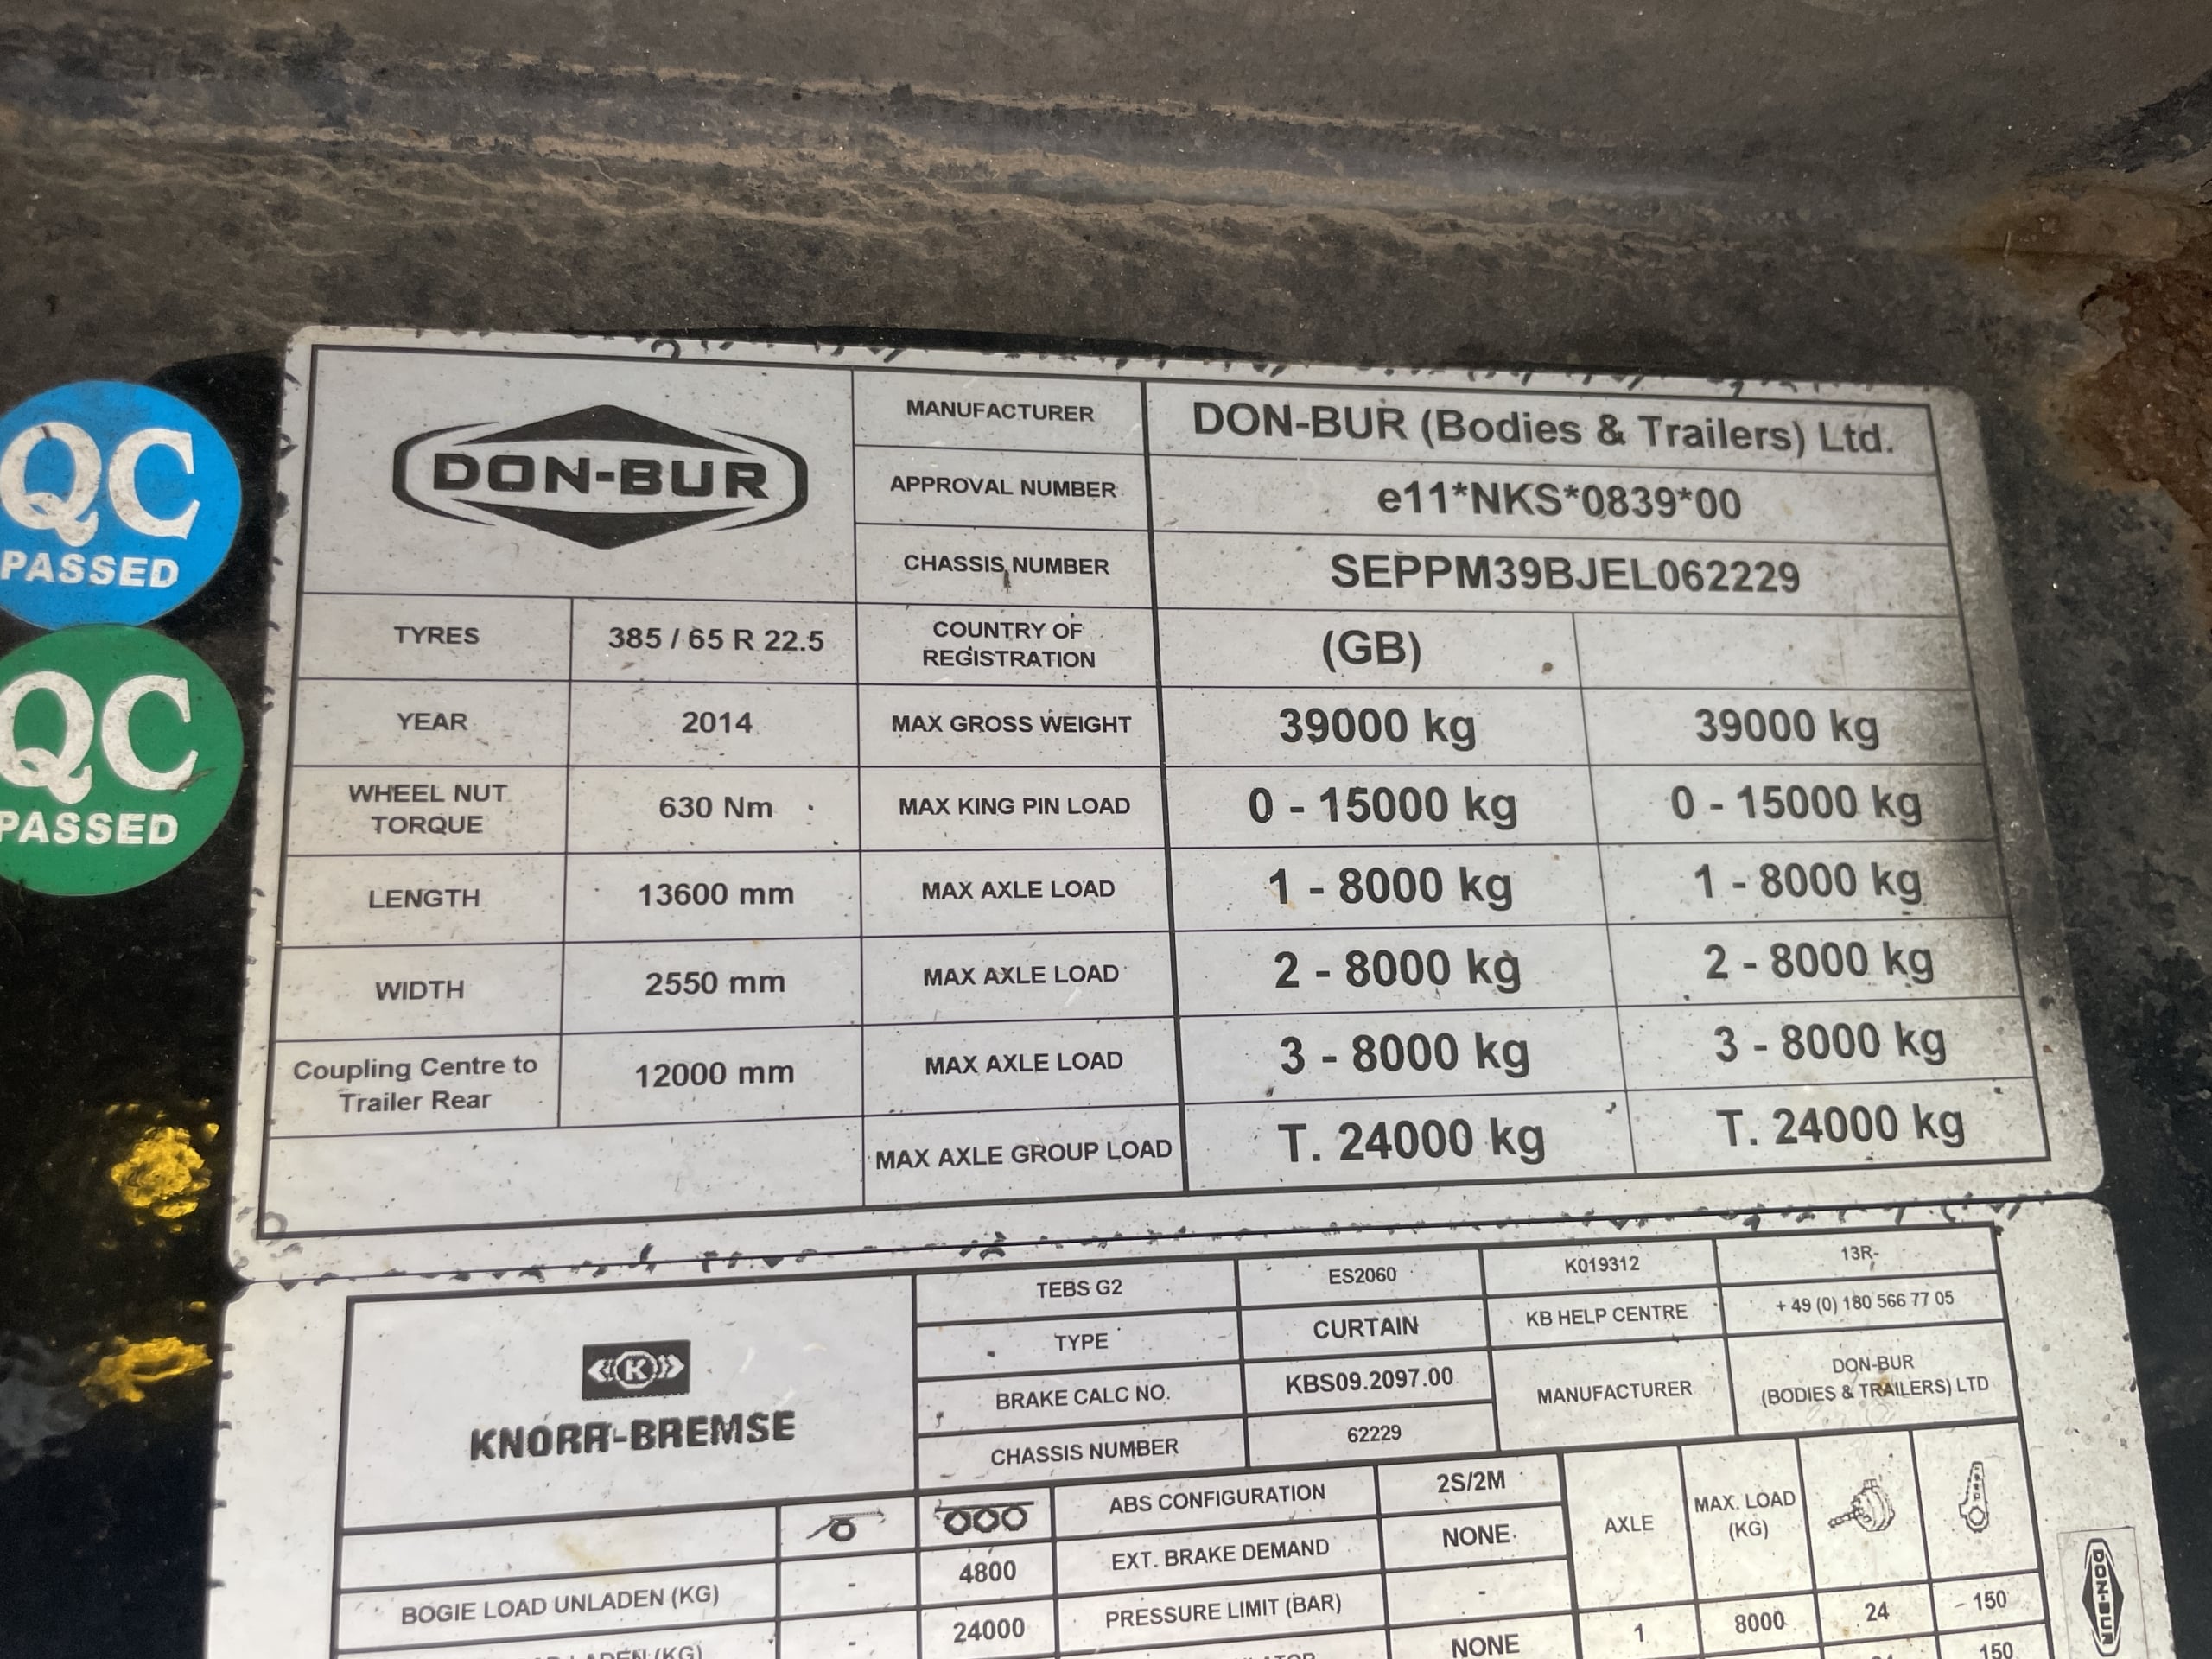 QC
PASSED
QC
PASSED
DON-BUR
MANUFACTURER DON-BUR (Bodies & Trailers) Ltd.
APPROVAL NUMBER e11*NKS*0839*00
CHASSIS NUMBER SEPPM39BJEL062229
TYRES 385 / 65 R 22.5 COUNTRY OF REGISTRATION (GB)
YEAR 2014 MAX GROSS WEIGHT 39000 kg 39000 kg
WHEEL NUT TORQUE 630 Nm MAX KING PIN LOAD 0 - 15000 kg 0 - 15000 kg
LENGTH 13600 mm MAX AXLE LOAD 1 - 8000 kg 1 - 8000 kg
WIDTH 2550 mm MAX AXLE LOAD 2 - 8000 kg 2 - 8000 kg
Coupling Centre to Trailer Rear 12000 mm MAX AXLE LOAD 3 - 8000 kg 3 - 8000 kg
MAX AXLE GROUP LOAD T. 24000 kg T. 24000 kg
K
KNORR-BREMSE
TEBS G2 ES2060 K019312 13R-
TYPE CURTAIN KB HELP CENTRE + 49 (0) 180 566 77 05
BRAKE CALC NO. KBS09.2097.00 MANUFACTURER DON-BUR (BODIES & TRAILERS) LTD
CHASSIS NUMBER 62229
ABS CONFIGURATION 2S/2M AXLE MAX. LOAD (KG)
BOGIE LOAD UNLADEN (KG) - 4800 EXT. BRAKE DEMAND NONE
- 24000 PRESSURE LIMIT (BAR) - 1 8000 24 150
NONE 150
DON-BUR